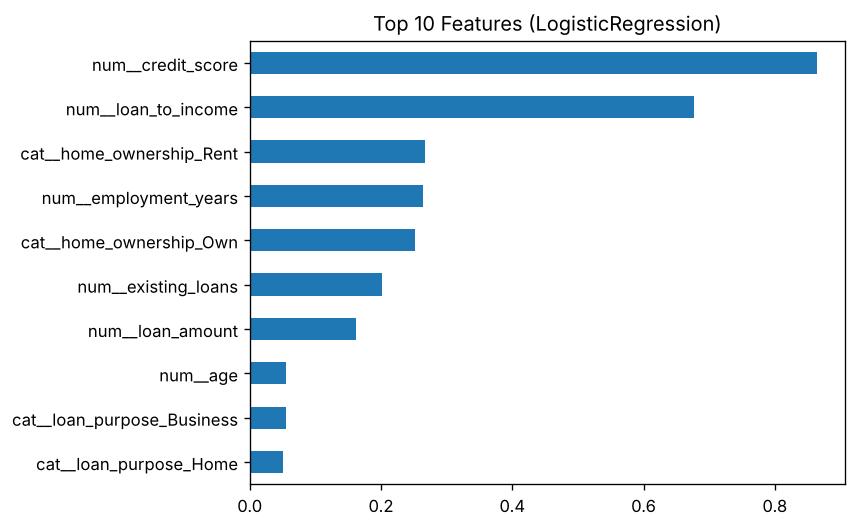 Top 10 Features (LogisticRegression)
num__credit_score
num__loan_to_income
cat__home_ownership_Rent
num__employment_years
cat__home_ownership_Own
num__existing_loans
num__loan_amount
num__age
cat__loan_purpose_Business
cat__loan_purpose_Home
0.0 0.2 0.4 0.6 0.8